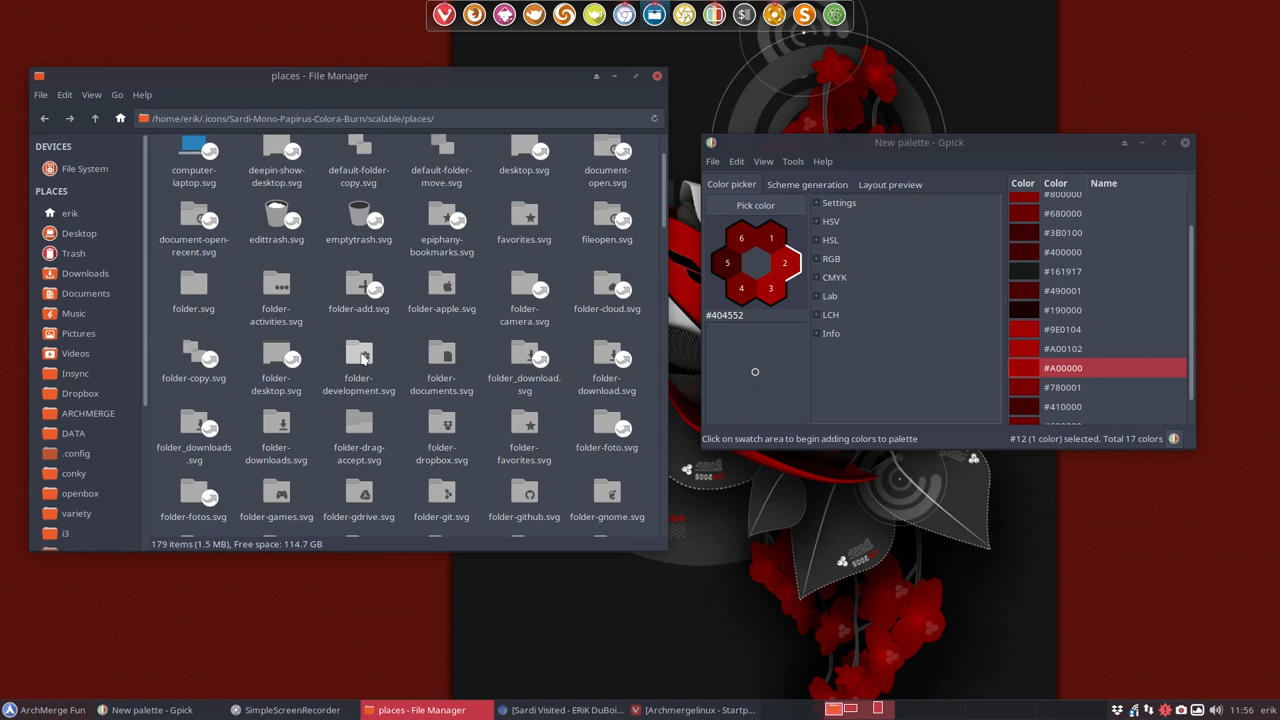 places - File Manager
File Edit View Go Help
/home/erik/.icons/Sardi-Mono-Papirus-Colora-Burn/scalable/places/
DEVICES
File System
PLACES
erik
Desktop
Trash
Downloads
Documents
Music
Pictures
Videos
Insync
Dropbox
ARCHMERGE
DATA
.config
conky
openbox
variety
i3
computer-
laptop.svg
deepin-show-
desktop.svg
default-folder-
copy.svg
default-folder-
move.svg
desktop.svg
document-
open.svg
document-open-
recent.svg
edittrash.svg
emptytrash.svg
epiphany-
bookmarks.svg
favorites.svg
fileopen.svg
folder.svg
folder-
activities.svg
folder-add.svg
folder-apple.svg
folder-
camera.svg
folder-cloud.svg
folder-copy.svg
folder-
desktop.svg
folder-
development.svg
folder-
documents.svg
folder_download.
svg
folder-
download.svg
folder_downloads
.svg
folder-
downloads.svg
folder-drag-
accept.svg
folder-
dropbox.svg
folder-
favorites.svg
folder-foto.svg
folder-fotos.svg
folder-games.svg
folder-gdrive.svg
folder-git.svg
folder-github.svg
folder-gnome.svg
179 items (1.5 MB), Free space: 114.7 GB
New palette - Gpick
File Edit View Tools Help
Color picker Scheme generation Layout preview
Pick color
6 1
5 2
4 3
#404552
Settings
HSV
HSL
RGB
CMYK
Lab
LCH
Info
Color Color Name
#800000
#680000
#3B0100
#400000
#161917
#490001
#190000
#9E0104
#A00102
#A00000
#780001
#410000
Click on swatch area to begin adding colors to palette
#12 (1 color) selected. Total 17 colors
2005
2005
ArchMerge Fun
New palette - Gpick
SimpleScreenRecorder
places - File Manager
[Sardi Visited - ERiK DuBoi...
[Archmergelinux - Startp...
11:56 erik